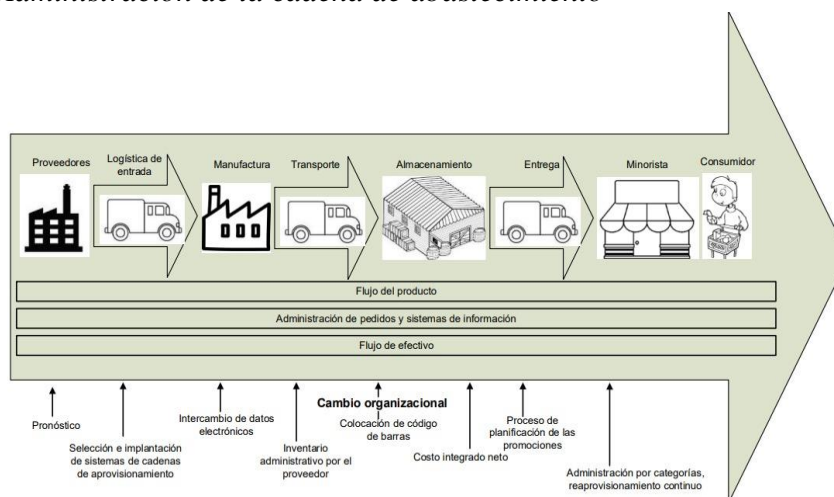 Administración de la cadena de abastecimiento
Proveedores
Logística de
entrada
Manufactura
Transporte
Almacenamiento
Entrega
Minorista
Consumidor
Flujo del producto
Administración de pedidos y sistemas de información
Flujo de efectivo
Cambio organizacional
Pronóstico
Selección e implantación
de sistemas de cadenas
de aprovisionamiento
Intercambio de datos
electrónicos
Inventario
administrativo por el
proveedor
Colocación de código
de barras
Costo integrado neto
Proceso de
planificación de las
promociones
Administración por categorías,
reaprovisionamiento continuo